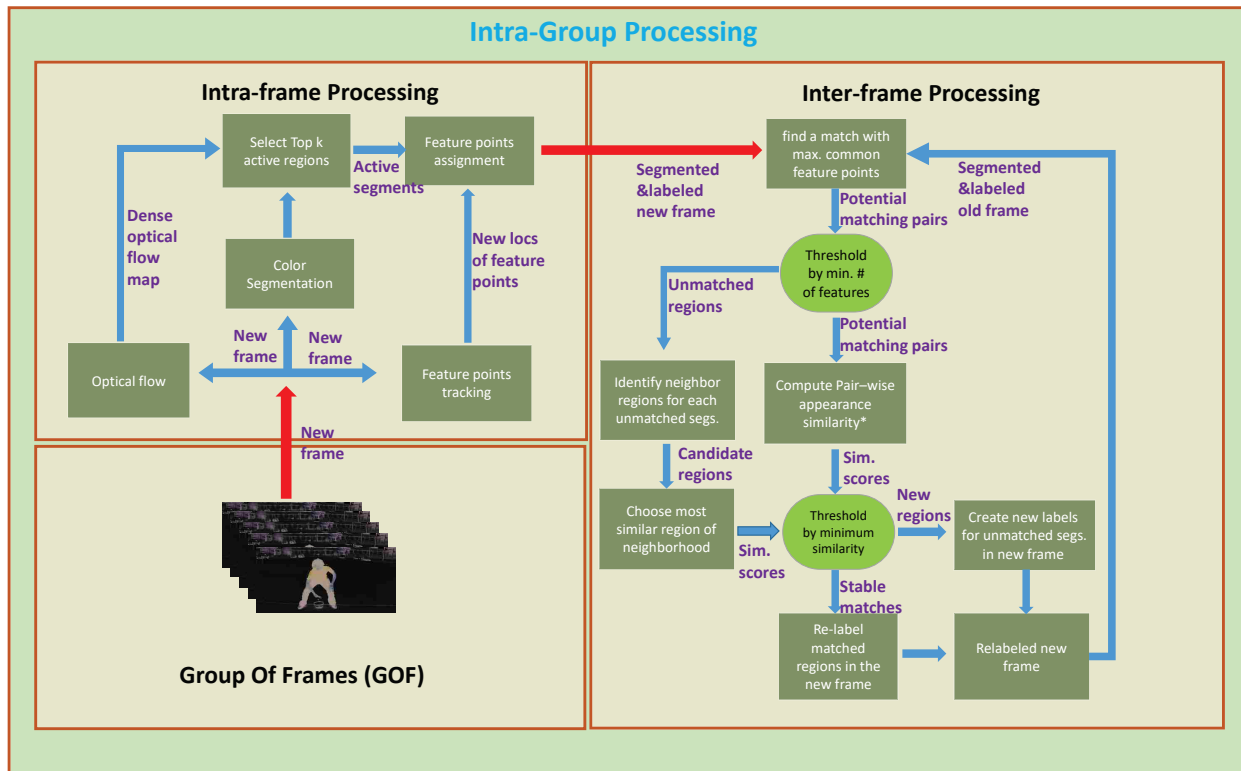 Intra-Group Processing
Intra-frame Processing
Select Top k
active regions
Active
segments
Feature points
assignment
Dense
optical
flow
map
Color
Segmentation
New locs
of feature
points
New
frame
New
frame
Optical flow
Feature points
tracking
New
frame
Group Of Frames (GOF)
Inter-frame Processing
find a match with
max. common
feature points
Segmented
&labeled
new frame
Segmented
&labeled
old frame
Potential
matching pairs
Threshold
by min. #
of features
Unmatched
regions
Potential
matching pairs
Identify neighbor
regions for each
unmatched segs.
Compute Pair–wise
appearance
similarity*
Candidate
regions
Sim.
scores
Choose most
similar region of
neighborhood
Sim.
scores
Threshold
by minimum
similarity
New
regions
Create new labels
for unmatched segs.
in new frame
Stable
matches
Re-label
matched
regions in the
new frame
Relabeled new
frame